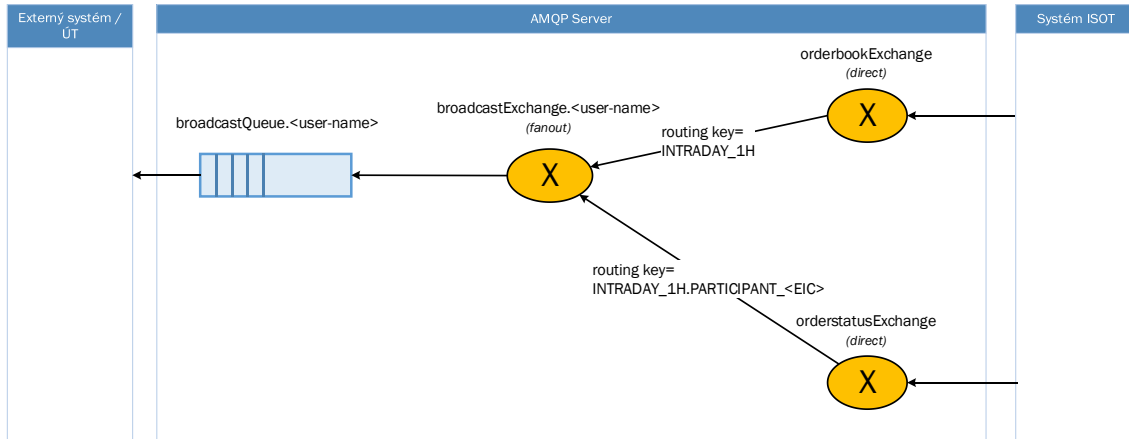 Externý systém /
ÚT
AMQP Server
Systém ISOT
orderbookExchange
(direct)
X
broadcastExchange.<user-name>
(fanout)
X
broadcastQueue.<user-name>
routing key=
INTRADAY_1H
routing key=
INTRADAY_1H.PARTICIPANT_<EIC>
orderstatusExchange
(direct)
X